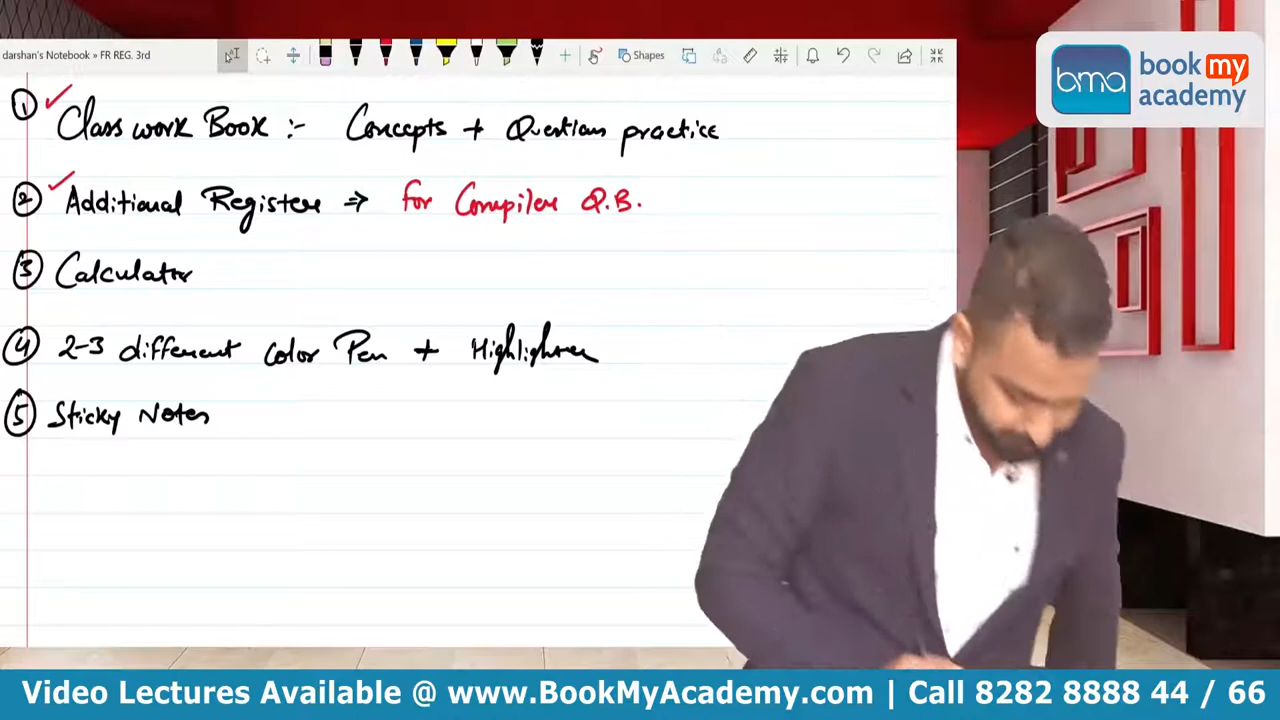 darshan's Notebook » FR REG. 3rd
Shapes
bma book my academy
① Class work Book :- Concepts + Question practice
② Additional Register ⇒ for Compiler Q.B.
③ Calculator
④ 2-3 different color Pen + Highlighter
⑤ Sticky Notes
Video Lectures Available @ www.BookMyAcademy.com | Call 8282 8888 44 / 66